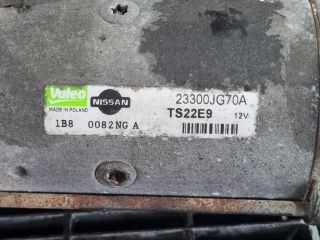 Valeo
MADE IN POLAND
NISSAN
23300JG70A
TS22E9 12V
1B8 0082NG A